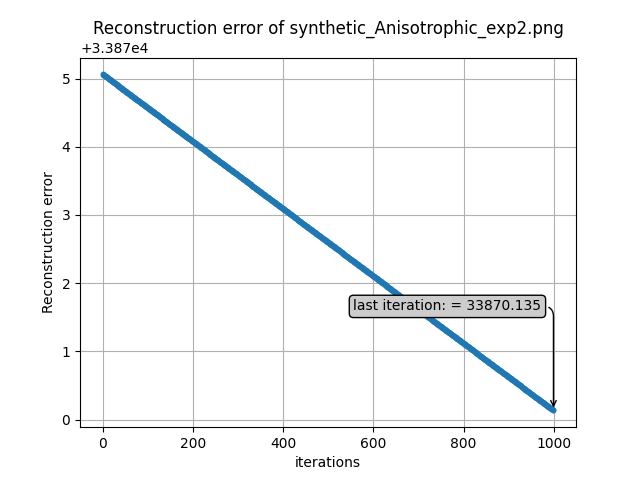 Reconstruction error of synthetic_Anisotrophic_exp2.png
+3.387e4
5
4
3
2
1
0
Reconstruction error
last iteration: = 33870.135
0 200 400 600 800 1000
iterations